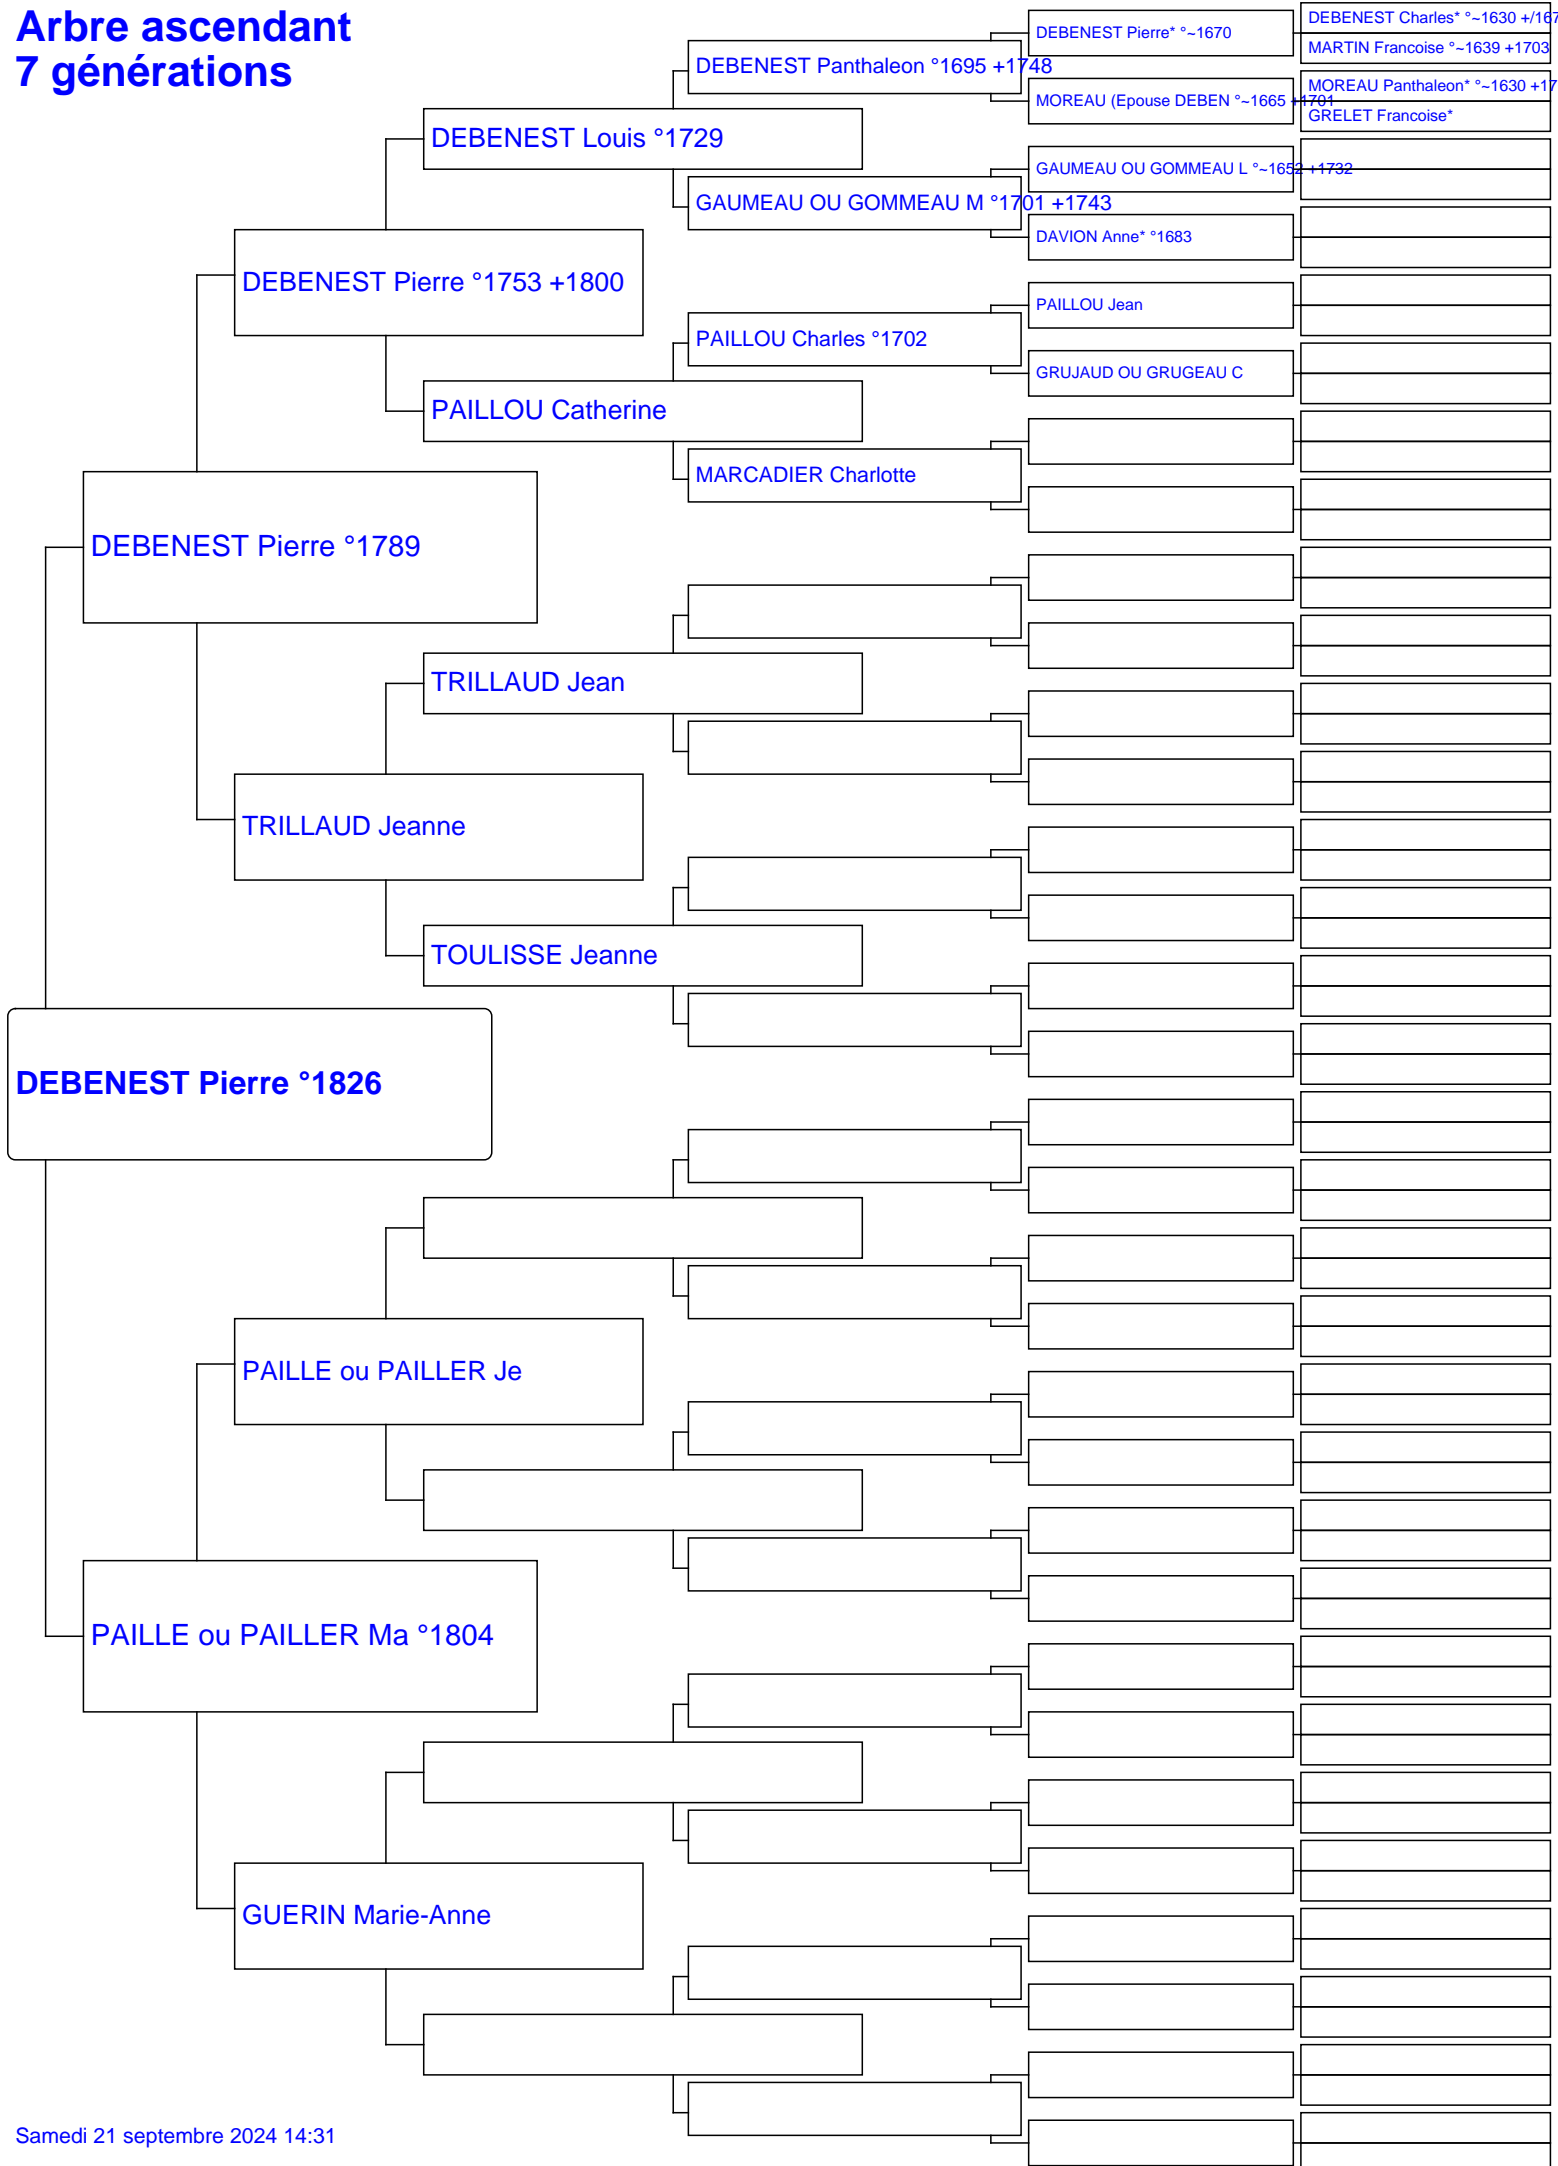 Arbre ascendant
7 générations
DEBENEST Charles* °~1630 +/167
DEBENEST Pierre* °~1670
MARTIN Francoise °~1639 +1703
DEBENEST Panthaleon °1695 +1748
MOREAU Panthaleon* °~1630 +17
MOREAU (Epouse DEBEN °~1665 +1701
GRELET Francoise*
DEBENEST Louis °1729
GAUMEAU OU GOMMEAU L °~1652 +1732
GAUMEAU OU GOMMEAU M °1701 +1743
DAVION Anne* °1683
DEBENEST Pierre °1753 +1800
PAILLOU Jean
PAILLOU Charles °1702
GRUJAUD OU GRUGEAU C
PAILLOU Catherine
MARCADIER Charlotte
DEBENEST Pierre °1789
TRILLAUD Jean
TRILLAUD Jeanne
TOULISSE Jeanne
DEBENEST Pierre °1826
PAILLE ou PAILLER Je
PAILLE ou PAILLER Ma °1804
GUERIN Marie-Anne
Samedi 21 septembre 2024 14:31